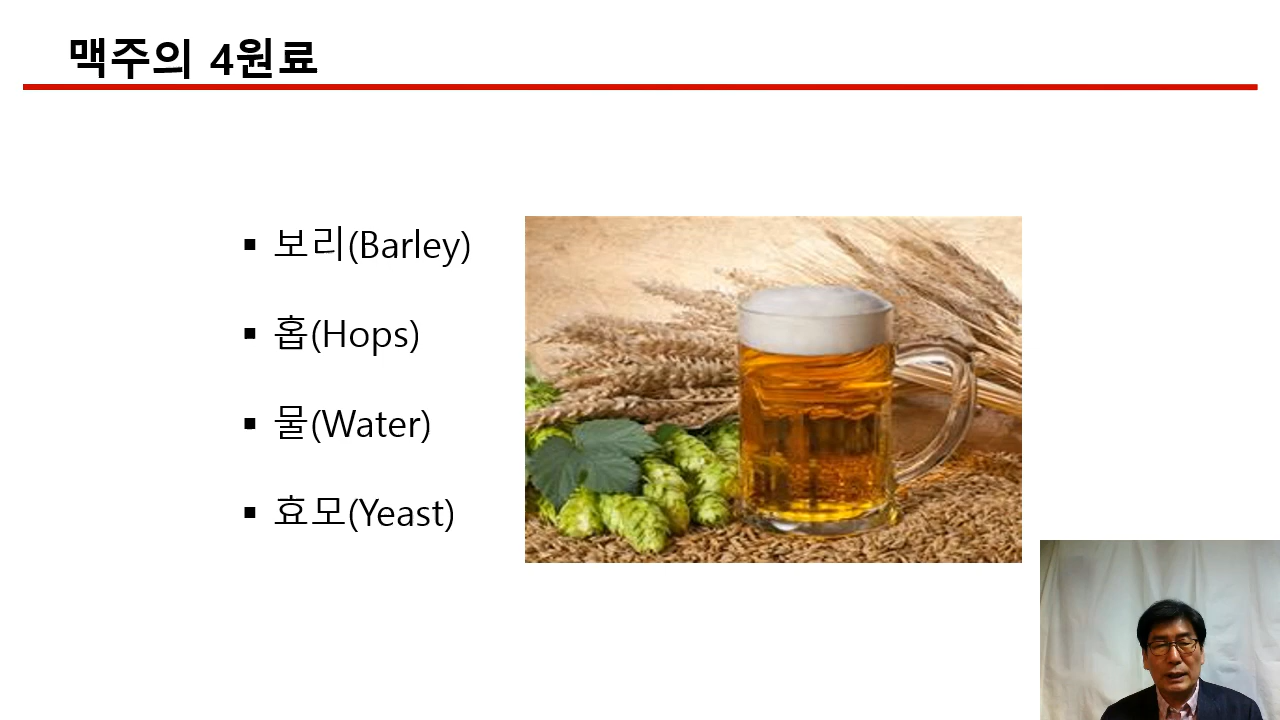 맥주의 4원료
▪ 보리(Barley)
▪ 홉(Hops)
▪ 물(Water)
▪ 효모(Yeast)